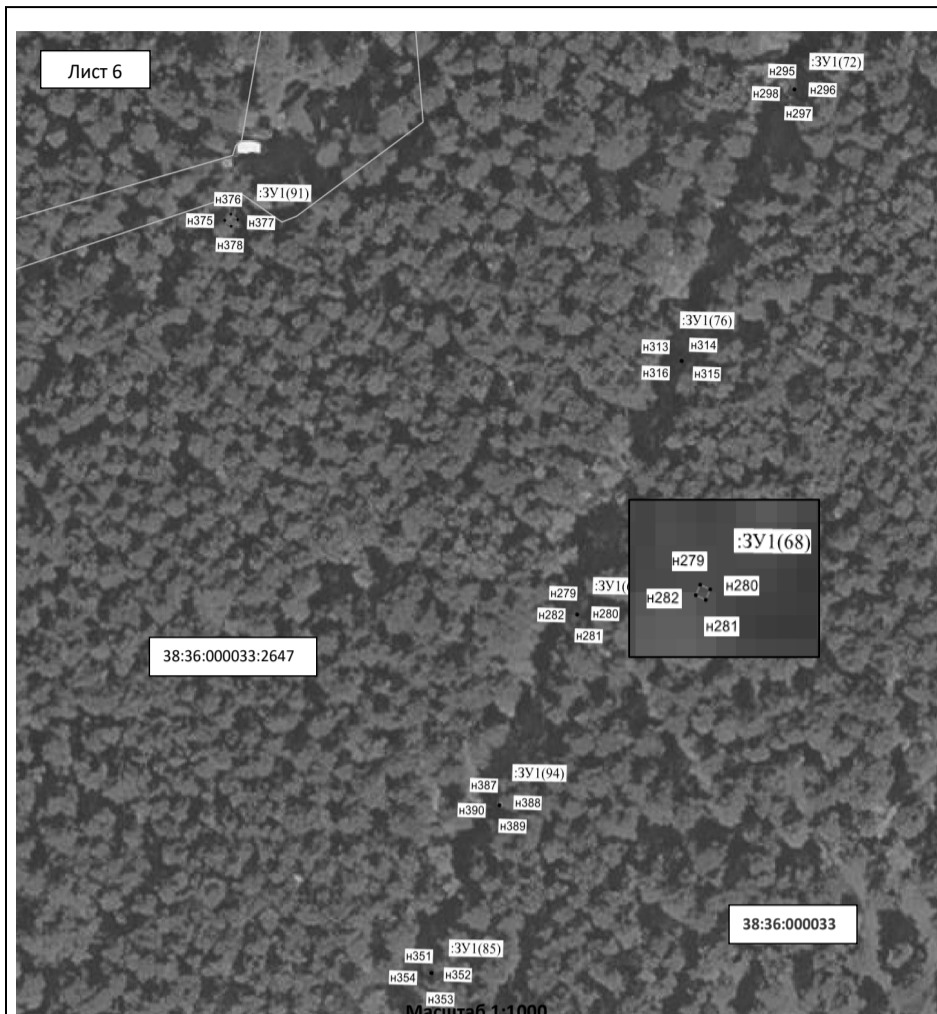 Лист 6
н295
:ЗУ1(72)
н298
н296
н297
н376
:ЗУ1(91)
н375
н377
н378
:ЗУ1(76)
н313
н314
н316
н315
:ЗУ1(68)
н279
н280
н282
н281
н279
:ЗУ1(
н282
н280
н281
38:36:000033:2647
:ЗУ1(94)
н387
н388
н390
н389
38:36:000033
н351
:ЗУ1(85)
н354
н352
н353
Масштаб 1:1000